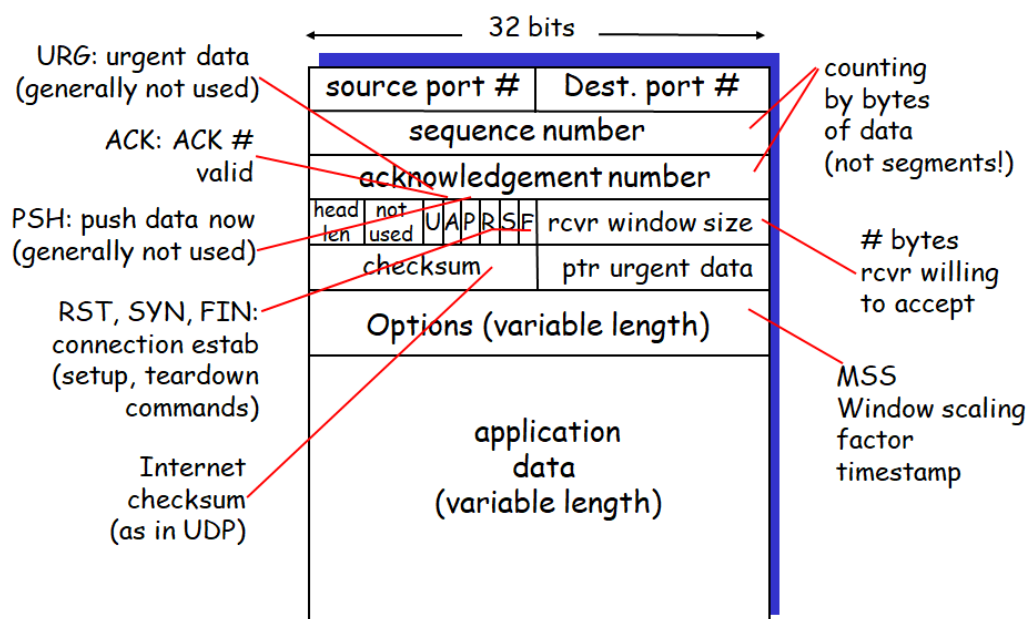 32 bits
URG: urgent data
(generally not used)
ACK: ACK #
valid
PSH: push data now
(generally not used)
RST, SYN, FIN:
connection estab
(setup, teardown
commands)
Internet
checksum
(as in UDP)
source port #
Dest. port #
sequence number
acknowledgement number
head
len
not
used
U
A
P
R
S
F
rcvr window size
checksum
ptr urgent data
Options (variable length)
application
data
(variable length)
counting
by bytes
of data
(not segments!)
# bytes
rcvr willing
to accept
MSS
Window scaling
factor
timestamp